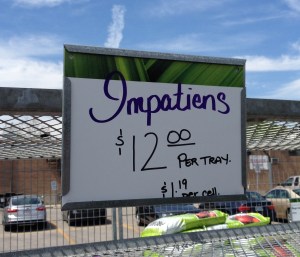 Impatiens
$12.00
PER TRAY.
$1.19
per cell